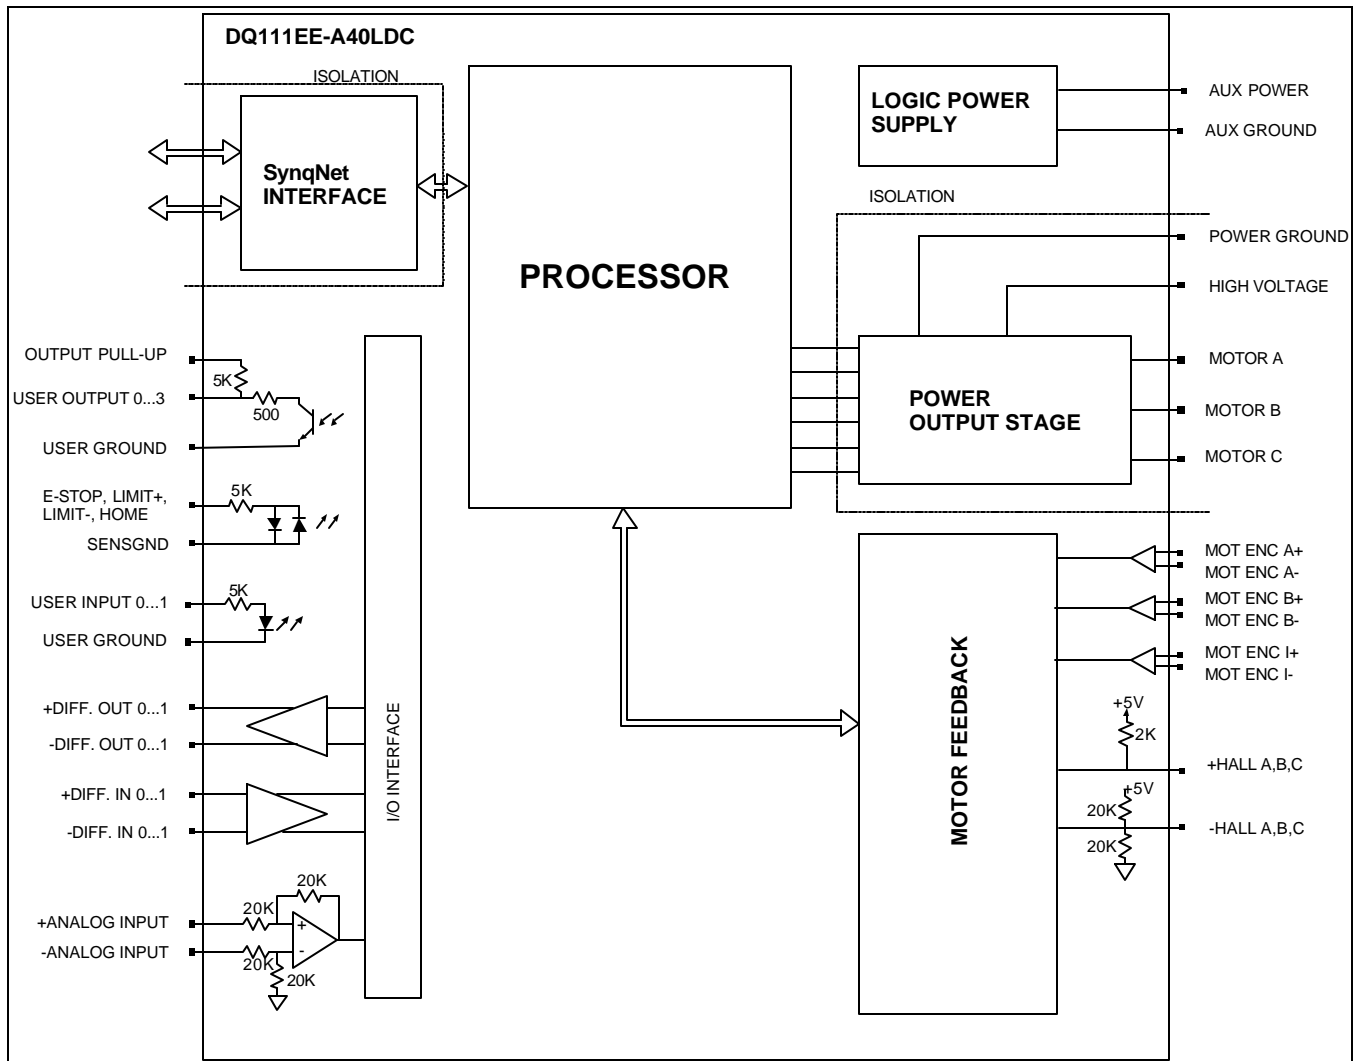 DQ111EE-A40LDC
ISOLATION
SynqNet
INTERFACE
PROCESSOR
LOGIC POWER
SUPPLY
AUX POWER
AUX GROUND
ISOLATION
POWER GROUND
HIGH VOLTAGE
POWER
OUTPUT STAGE
MOTOR A
MOTOR B
MOTOR C
OUTPUT PULL-UP
5K
USER OUTPUT 0...3
500
USER GROUND
E-STOP, LIMIT+,
LIMIT-, HOME
5K
SENSGND
USER INPUT 0...1
5K
USER GROUND
+DIFF. OUT 0...1
-DIFF. OUT 0...1
+DIFF. IN 0...1
-DIFF. IN 0...1
20K
+ANALOG INPUT
20K
+
-ANALOG INPUT
20K
-
20K
I/O INTERFACE
MOTOR FEEDBACK
MOT ENC A+
MOT ENC A-
MOT ENC B+
MOT ENC B-
MOT ENC I+
MOT ENC I-
+5V
2K
+HALL A,B,C
+5V
20K
-HALL A,B,C
20K